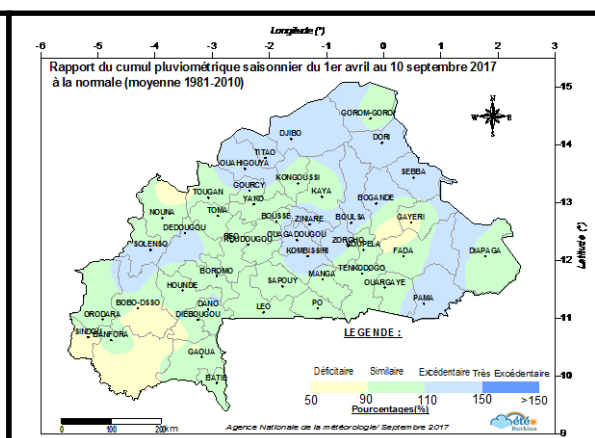 Longitude (°)
-6 -5 -4 -3 -2 -1 0 1 2 3
Rapport du cumul pluviométrique saisonnier du 1er avril au 10 septembre 2017
à la normale (moyenne 1981-2010)
15
GOROM-GOROM
N
W E
DJIBO
DORI
14
TITAO
OUAHIGOUYA
SEBBA
KONGOUSSI
GOURCY
TOUGAN
KAYA
YAKO
BOGANDE
13
NOUNA
TOMA
BOUSSE
ZINIARE
BOULSA
GAYERI
DEDOUGOU
REO
OUAGADOUGOU
ZORGHO
SOLENSO
KOUDOUGOU
KOMBISSIRI
KOUPELA
FADA
DIAPAGA
Latitude (°)
12
BOROMO
TENKODOGO
MANGA
HOUNDE
SAPOUY
OUARGAYE
BOBO-DSSO
DANO
LEO
PO
PAMA
ORODARA
DIEBOUGOU
11
SINDOU
BANFORA
LEGENDE :
GAOUA
Déficitaire Similaire Excédentaire Très Excédentaire
BATIE
10
50 90 110 150 >150
Pourcentages(%)
0 100 200 km
Agence Nationale de la météorologie/ Septembre 2017
météo
Burkina
9